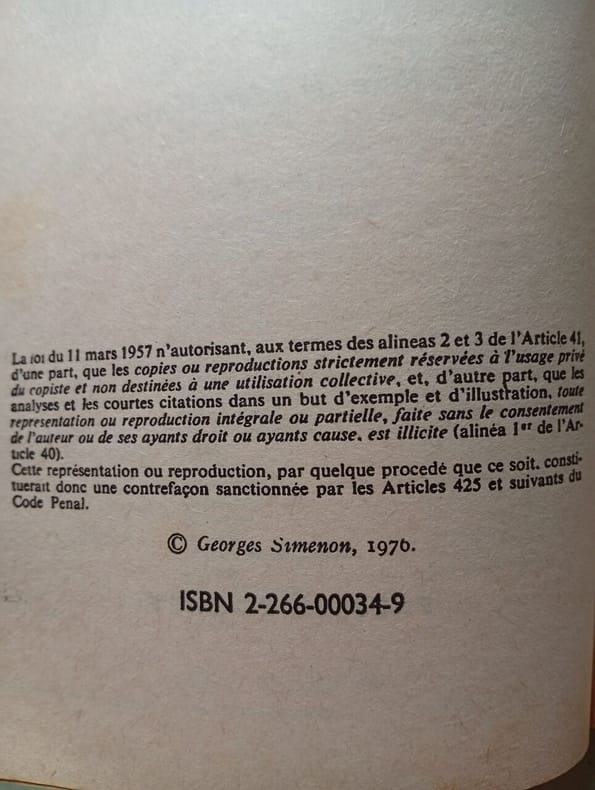 La loi du 11 mars 1957 n'autorisant, aux termes des alineas 2 et 3 de l'Article 41,
d'une part, que les copies ou reproductions strictement réservées à l'usage privé
du copiste et non destinées à une utilisation collective, et, d'autre part, que les
analyses et les courtes citations dans un but d'exemple et d'illustration, toute
representation ou reproduction intégrale ou partielle, faite sans le consentement
de l'auteur ou de ses ayants droit ou ayants cause, est illicite (alinéa 1er de l'Ar-
ticle 40).
Cette représentation ou reproduction, par quelque procedé que ce soit. consti-
tuerait donc une contrefaçon sanctionnée par les Articles 425 et suivants du
Code Penal.
© Georges Simenon, 1976.
ISBN 2-266-00034-9